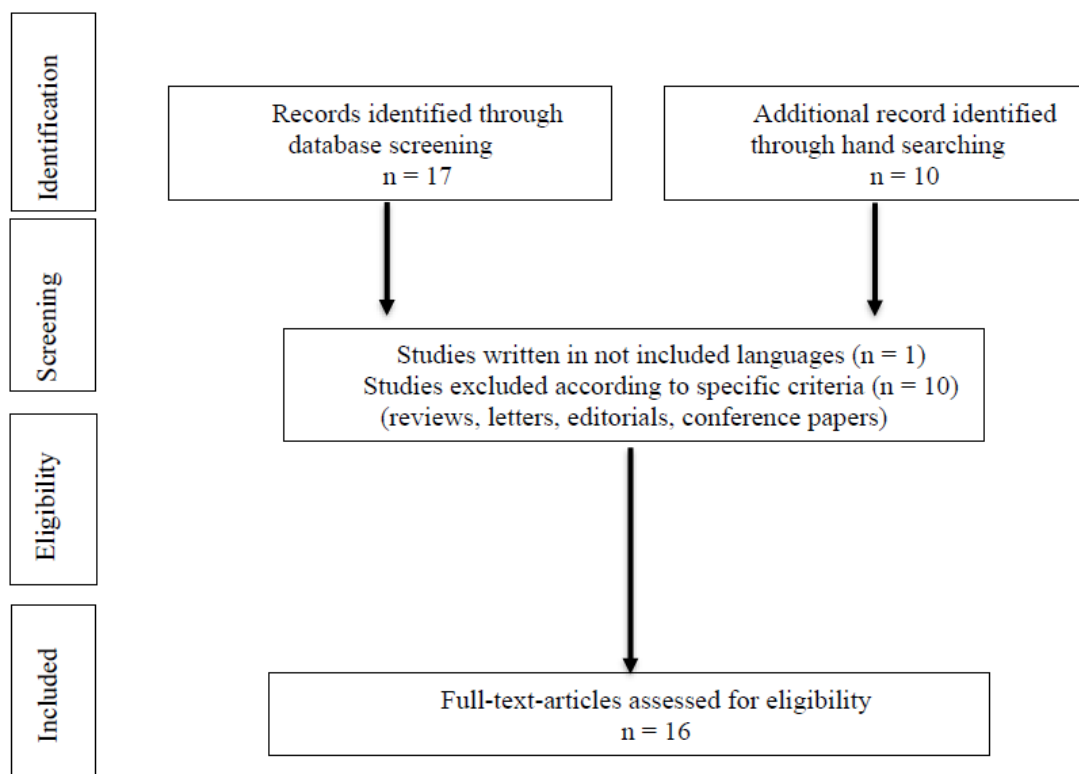 Identification
Records identified through
database screening
n = 17
Additional record identified
through hand searching
n = 10
Screening
Studies written in not included languages (n = 1)
Studies excluded according to specific criteria (n = 10)
(reviews, letters, editorials, conference papers)
Eligibility
Included
Full-text-articles assessed for eligibility
n = 16